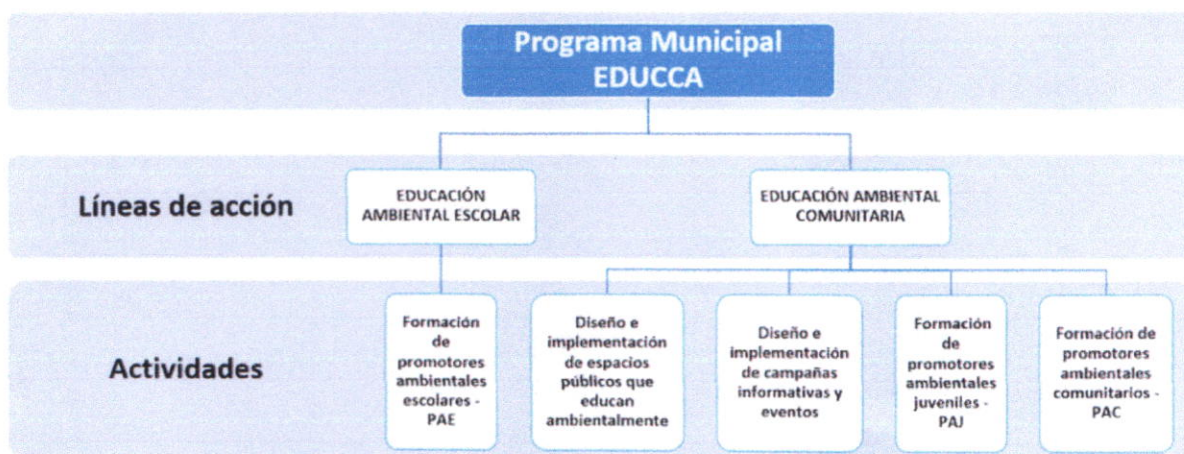 Programa Municipal
EDUCCA
Líneas de acción
EDUCACIÓN
AMBIENTAL ESCOLAR
EDUCACIÓN AMBIENTAL
COMUNITARIA
Actividades
Formación
de
promotores
ambientales
escolares -
PAE
Diseño e
implementación
de espacios
públicos que
educan
ambientalmente
Diseño e
implementación
de campañas
informativas y
eventos
Formación
de
promotores
ambientales
juveniles -
PAJ
Formación de
promotores
ambientales
comunitarios -
PAC